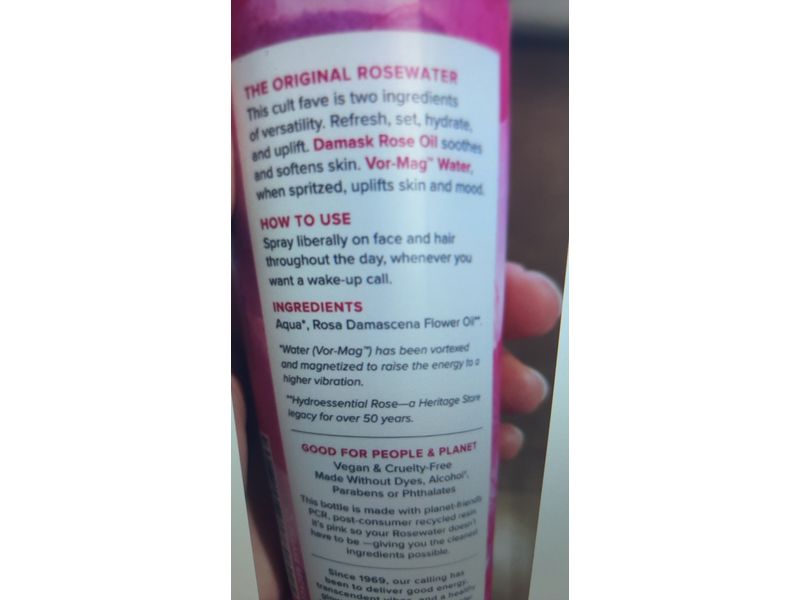 THE ORIGINAL ROSEWATER
This cult fave is two ingredients
of versatility. Refresh, set, hydrate,
and uplift. Damask Rose Oil soothes
and softens skin. Vor-Mag™ Water,
when spritzed, uplifts skin and mood.
HOW TO USE
Spray liberally on face and hair
throughout the day, whenever you
want a wake-up call.
INGREDIENTS
Aqua*, Rosa Damascena Flower Oil**.
*Water (Vor-Mag™) has been vortexed
and magnetized to raise the energy to a
higher vibration.
**Hydroessential Rose—a Heritage Store
legacy for over 50 years.
GOOD FOR PEOPLE & PLANET
Vegan & Cruelty-Free
Made Without Dyes, Alcohol,
Parabens or Phthalates
This bottle is made with planet-friendly
PCR, post-consumer recycled resin.
It's pink so your Rosewater doesn't
have to be —giving you the cleanest
ingredients possible.
Since 1969, our calling has
been to deliver good energy,
transcendent vibes, and a healthy